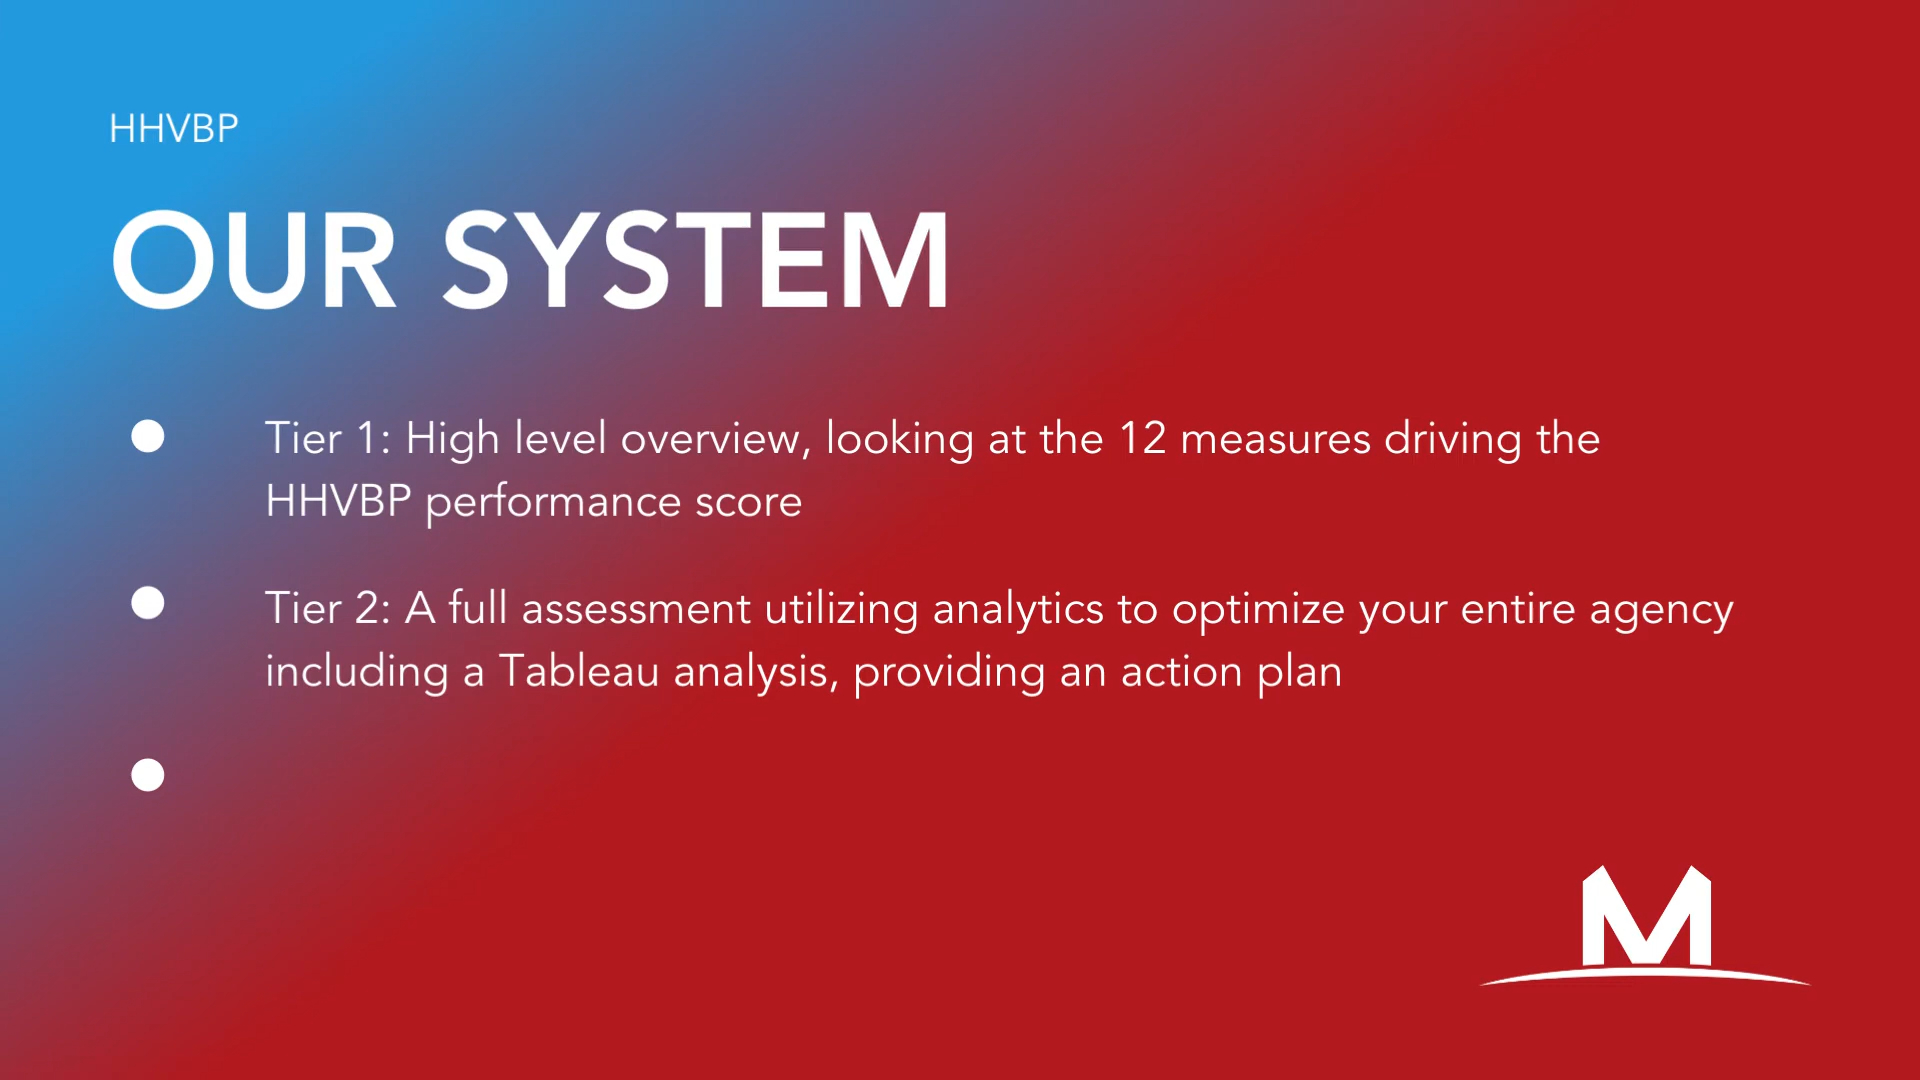 HHVBP
OUR SYSTEM
● Tier 1: High level overview, looking at the 12 measures driving the
HHVBP performance score
● Tier 2: A full assessment utilizing analytics to optimize your entire agency
including a Tableau analysis, providing an action plan
●
M